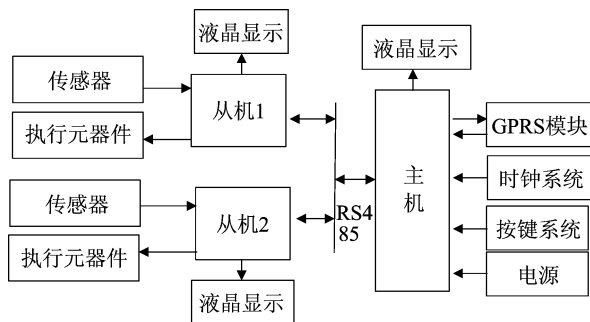 液晶显示
液晶显示
传感器
从机1
执行元器件
GPRS模块
主机
时钟系统
传感器
从机2
RS4
85
按键系统
执行元器件
电源
液晶显示